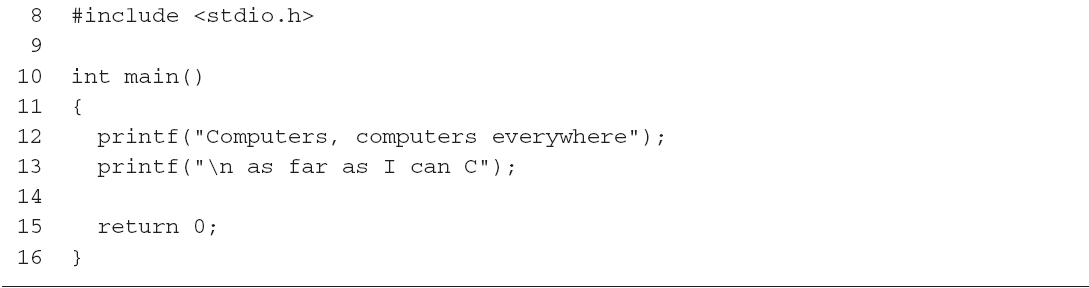 8 #include <stdio.h>
9
10 int main()
11 {
12   printf("Computers, computers everywhere");
13   printf("\n as far as I can C");
14
15   return 0;
16 }